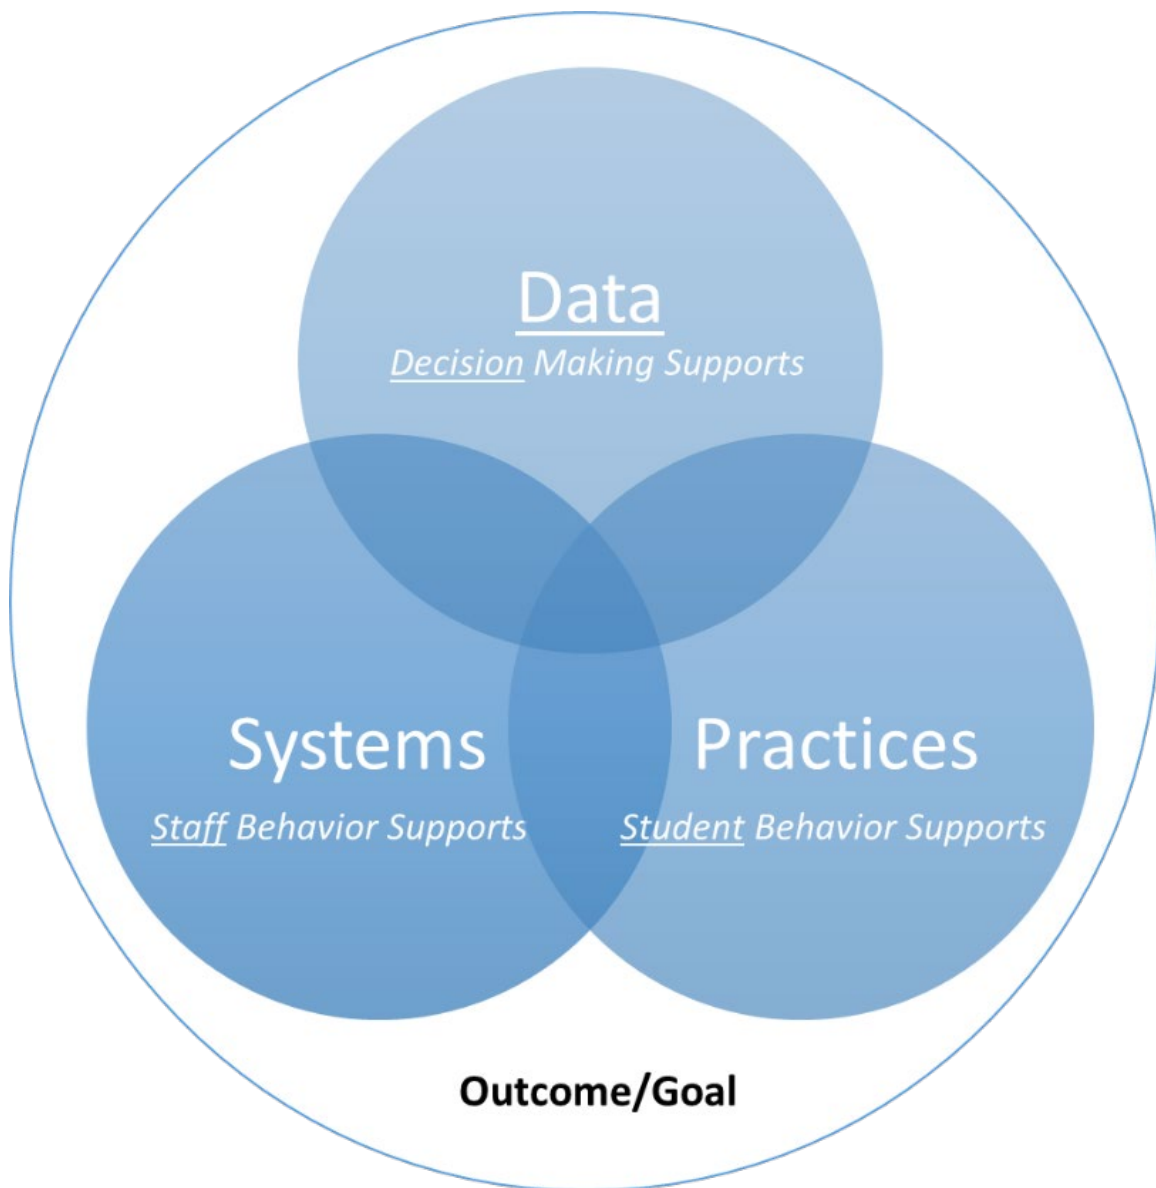 Data
Decision Making Supports
Systems
Staff Behavior Supports
Practices
Student Behavior Supports
Outcome/Goal